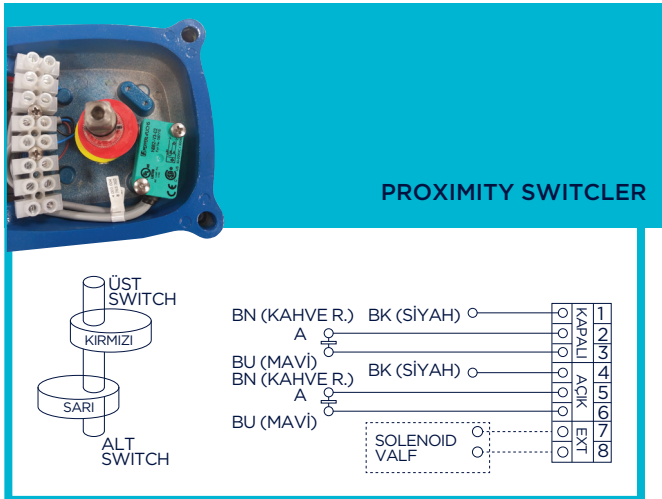 PROXIMITY SWITCLER
ÜST
SWITCH
KIRMIZI
SARI
ALT
SWITCH
BN (KAHVE R.)
BK (SİYAH)
A
BU (MAVİ)
BN (KAHVE R.)
BK (SİYAH)
A
BU (MAVİ)
SOLENOID
VALF
KAPALI
AÇIK
EXT
1
2
3
4
5
6
7
8